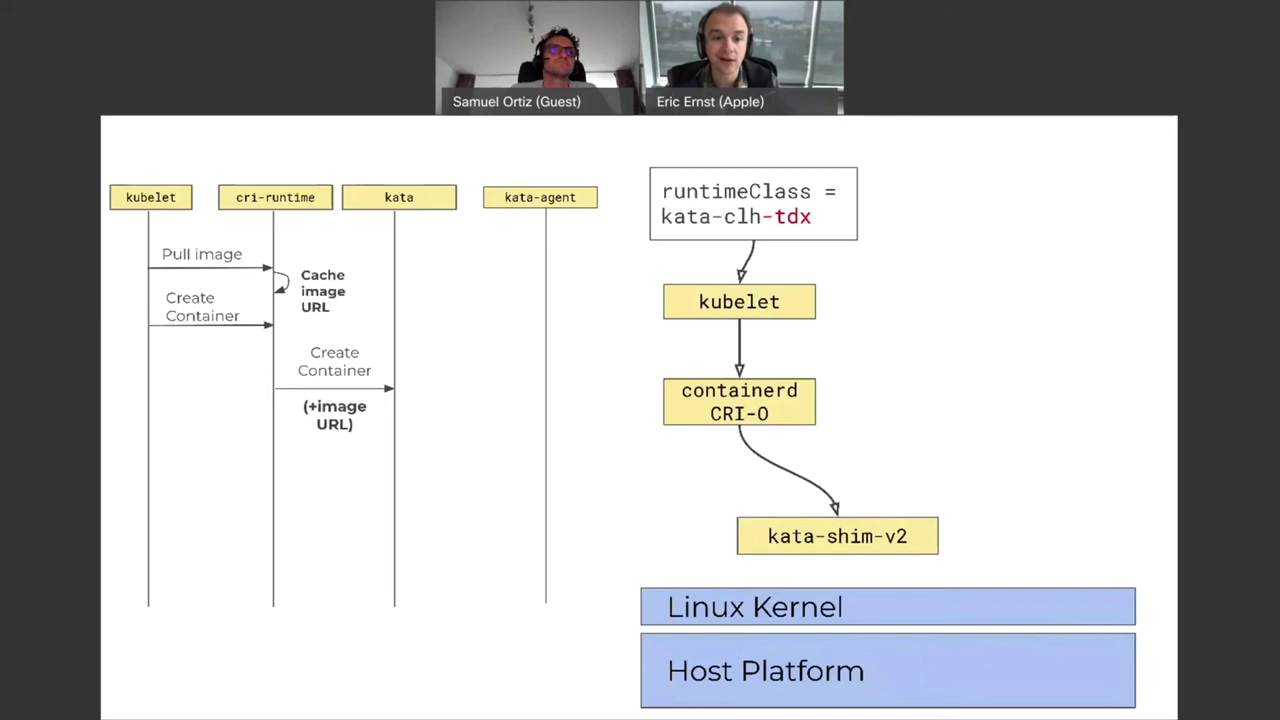 Samuel Ortiz (Guest)
Eric Ernst (Apple)
kubelet
cri-runtime
kata
kata-agent
Pull image
Cache
image
URL
Create
Container
Create
Container
(+image
URL)
runtimeClass =
kata-clh-tdx
kubelet
containerd
CRI-O
kata-shim-v2
Linux Kernel
Host Platform